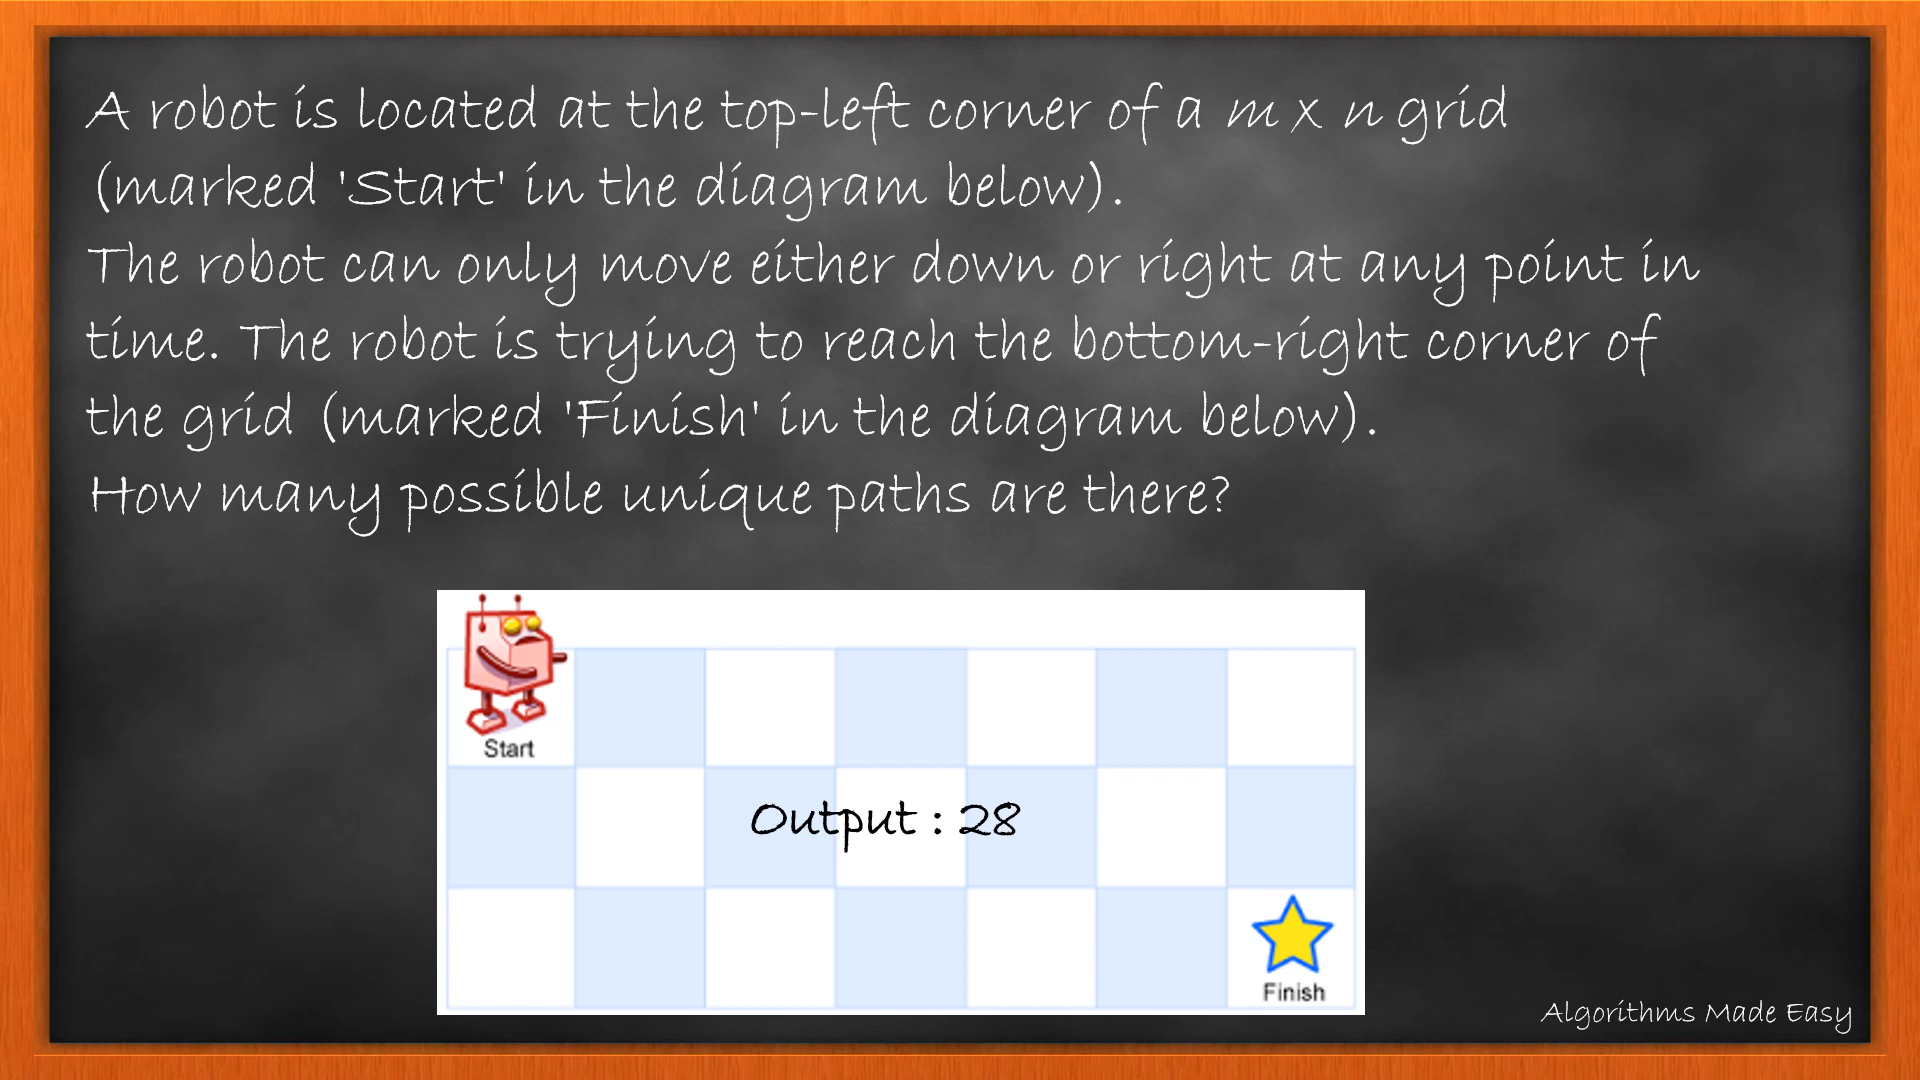 A robot is located at the top-left corner of a m x n grid
(marked 'Start' in the diagram below).
The robot can only move either down or right at any point in
time. The robot is trying to reach the bottom-right corner of
the grid (marked 'Finish' in the diagram below).
How many possible unique paths are there?
Start
Output : 28
Finish
Algorithms Made Easy